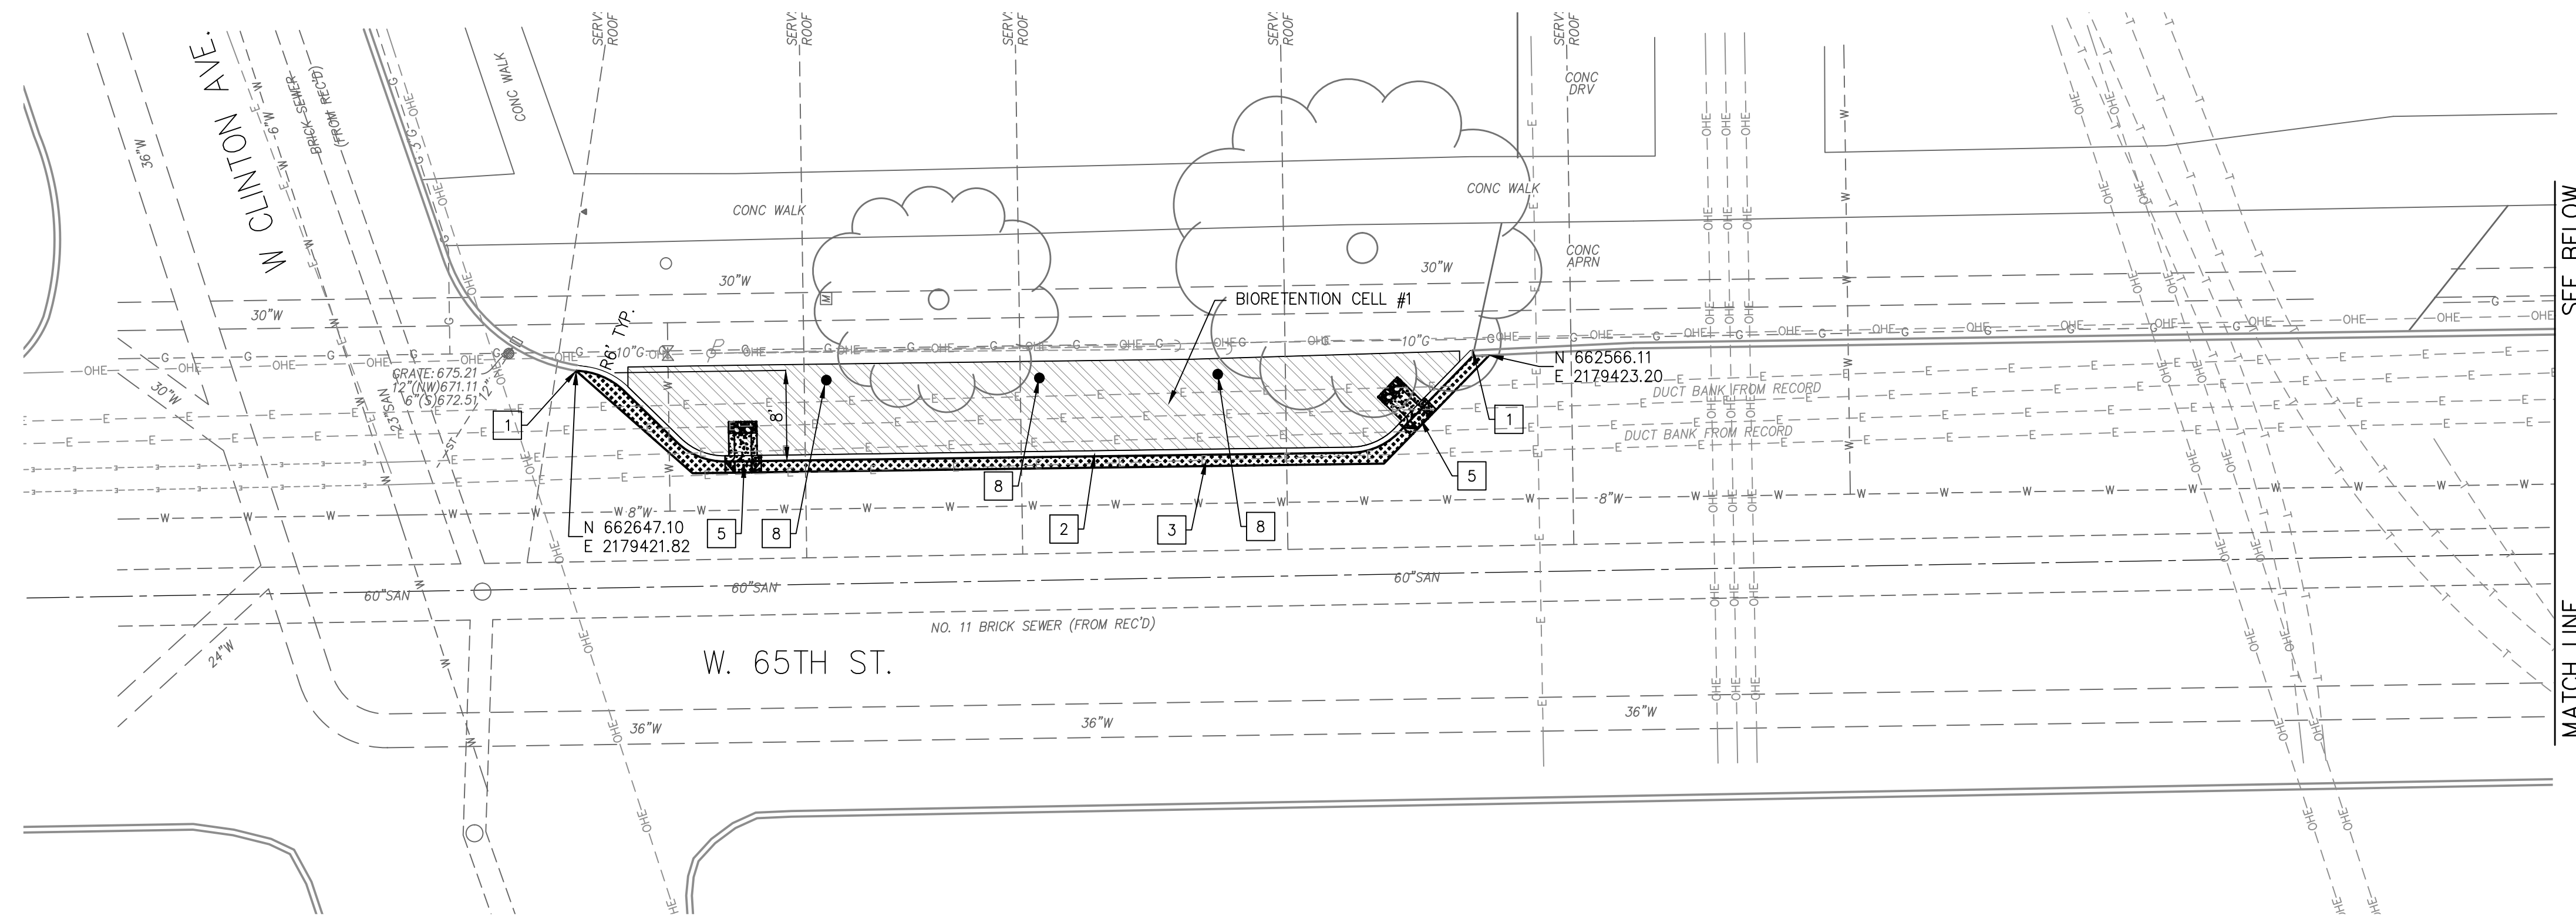 SERV.
ROOF
SERV.
ROOF
SERV.
ROOF
SERV.
ROOF
SERV.
ROOF
W CLINTON AVE.
36"W
6"W
BRICK SEWER
(FROM REC'D)
CONC WALK
CONC
DRV
CONC WALK
CONC WALK
CONC
APRN
30"W
30"W
30"W
30"W
BIORETENTION CELL #1
R6' TYP.
10"G
10"G
GRATE:675.21
12"(NW)671.11
6"(S)672.51
12"
23"SAN
ST
8'
N 662566.11
E 2179423.20
DUCT BANK FROM RECORD
DUCT BANK FROM RECORD
1
1
5
8
8"W
8"W
N 662647.10
E 2179421.82
5
8
2
3
8
60"SAN
60"SAN
60"SAN
NO. 11 BRICK SEWER (FROM REC'D)
24"W
W. 65TH ST.
36"W
36"W
36"W
MATCH LINE
SEE BELOW